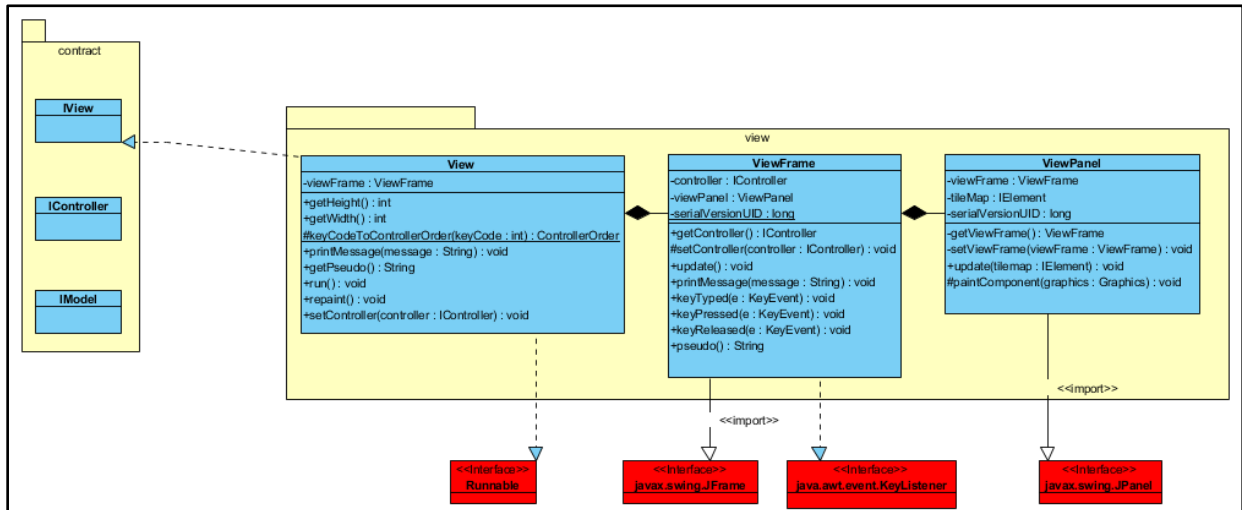 contract
IView
IController
IModel
view
View
-viewFrame : ViewFrame
+getHeight() : int
+getWidth() : int
#keyCodeToControllerOrder(keyCode : int) : ControllerOrder
+printMessage(message : String) : void
+getPseudo() : String
+run() : void
+repaint() : void
+setController(controller : IController) : void
ViewFrame
-controller : IController
-viewPanel : ViewPanel
-serialVersionUID : long
+getController() : IController
#setController(controller : IController) : void
+update() : void
+printMessage(message : String) : void
+keyTyped(e : KeyEvent) : void
+keyPressed(e : KeyEvent) : void
+keyReleased(e : KeyEvent) : void
+pseudo() : String
ViewPanel
-viewFrame : ViewFrame
-tileMap : IElement
-serialVersionUID : long
-getViewFrame() : ViewFrame
-setViewFrame(viewFrame : ViewFrame) : void
+update(tilemap : IElement) : void
#paintComponent(graphics : Graphics) : void
<<import>>
<<import>>
<<Interface>>
Runnable
<<Interface>>
javax.swing.JFrame
<<Interface>>
java.awt.event.KeyListener
<<Interface>>
javax.swing.JPanel